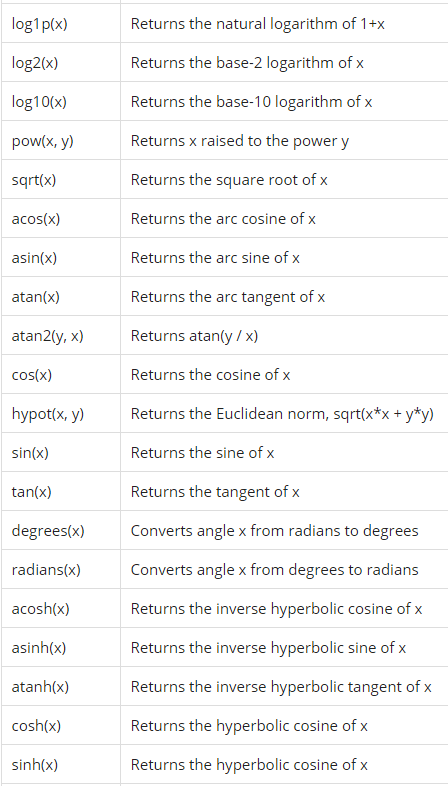 log1p(x) Returns the natural logarithm of 1+x
log2(x) Returns the base-2 logarithm of x
log10(x) Returns the base-10 logarithm of x
pow(x, y) Returns x raised to the power y
sqrt(x) Returns the square root of x
acos(x) Returns the arc cosine of x
asin(x) Returns the arc sine of x
atan(x) Returns the arc tangent of x
atan2(y, x) Returns atan(y / x)
cos(x) Returns the cosine of x
hypot(x, y) Returns the Euclidean norm, sqrt(x*x + y*y)
sin(x) Returns the sine of x
tan(x) Returns the tangent of x
degrees(x) Converts angle x from radians to degrees
radians(x) Converts angle x from degrees to radians
acosh(x) Returns the inverse hyperbolic cosine of x
asinh(x) Returns the inverse hyperbolic sine of x
atanh(x) Returns the inverse hyperbolic tangent of x
cosh(x) Returns the hyperbolic cosine of x
sinh(x) Returns the hyperbolic cosine of x